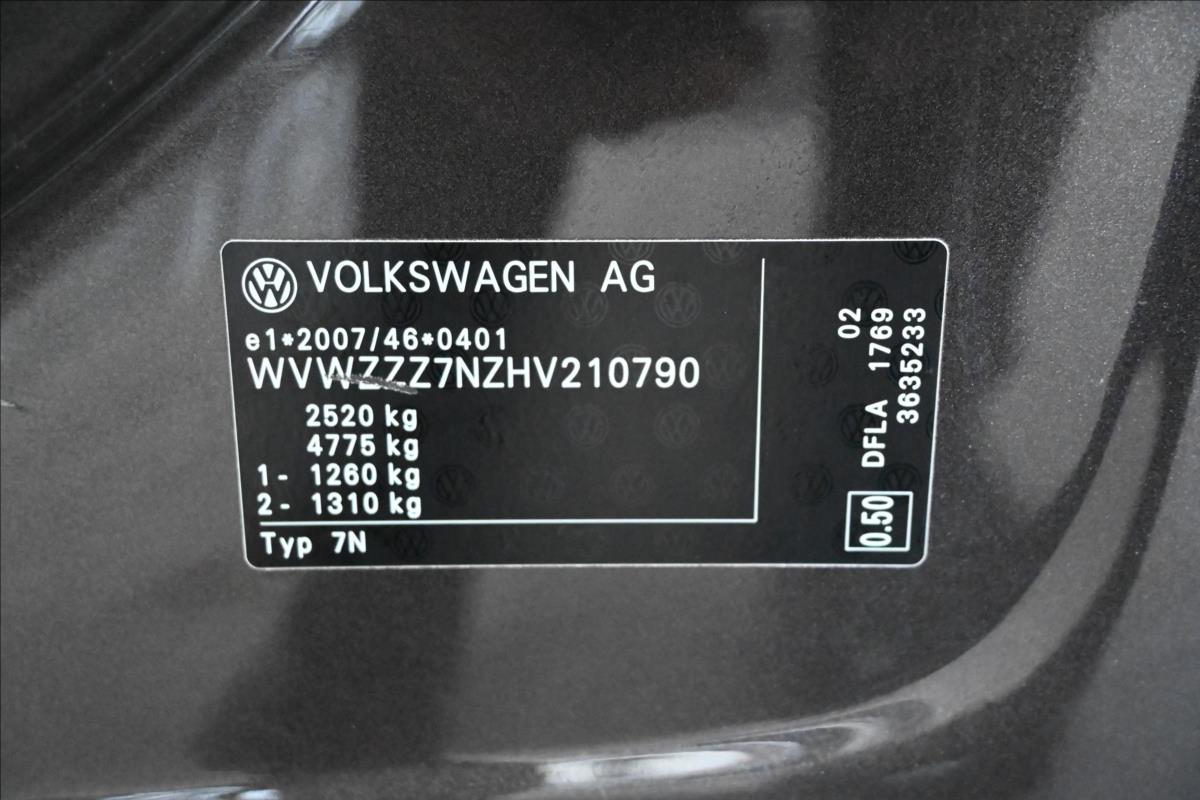 VOLKSWAGEN AG
e1*2007/46*0401
WVWZZZ7NZHV210790
2520 kg
4775 kg
1- 1260 kg
2- 1310 kg
Typ 7N
02
DFLA 1769
3635233
0.50